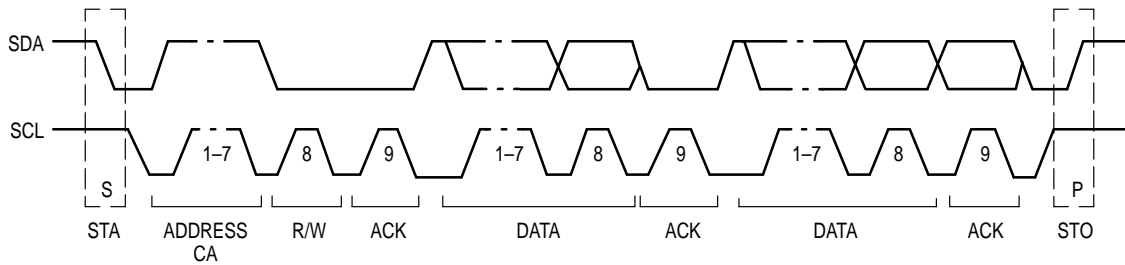 SDA
SCL
1–7 8 9 1–7 8 9 1–7 8 9
S P
STA ADDRESS R/W ACK DATA ACK DATA ACK STO
CA